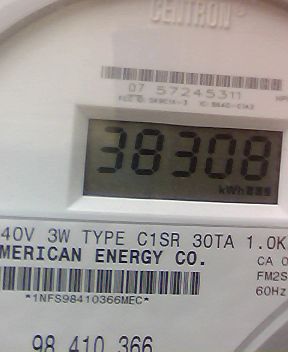 CENTRON®
07 57245311
38308
kWh
40V 3W TYPE C1SR 30TA 1.0K
MERICAN ENERGY CO.
CA 0
FM2S
60Hz
*1NFS98410366MEC*
98 410 366